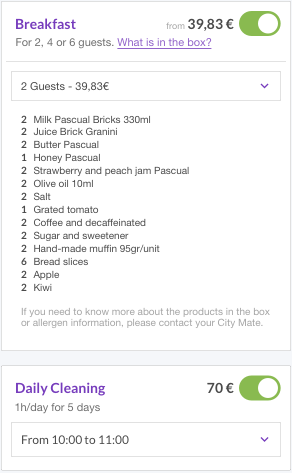 Breakfast from 39,83 €
For 2, 4 or 6 guests. What is in the box?
2 Guests - 39,83€
2 Milk Pascual Bricks 330ml
2 Juice Brick Granini
2 Butter Pascual
1 Honey Pascual
2 Strawberry and peach jam Pascual
2 Olive oil 10ml
2 Salt
1 Grated tomato
2 Coffee and decaffeinated
2 Sugar and sweetener
2 Hand-made muffin 95gr/unit
6 Bread slices
2 Apple
2 Kiwi
If you need to know more about the products in the box
or allergen information, please contact your City Mate.
Daily Cleaning 70 €
1h/day for 5 days
From 10:00 to 11:00